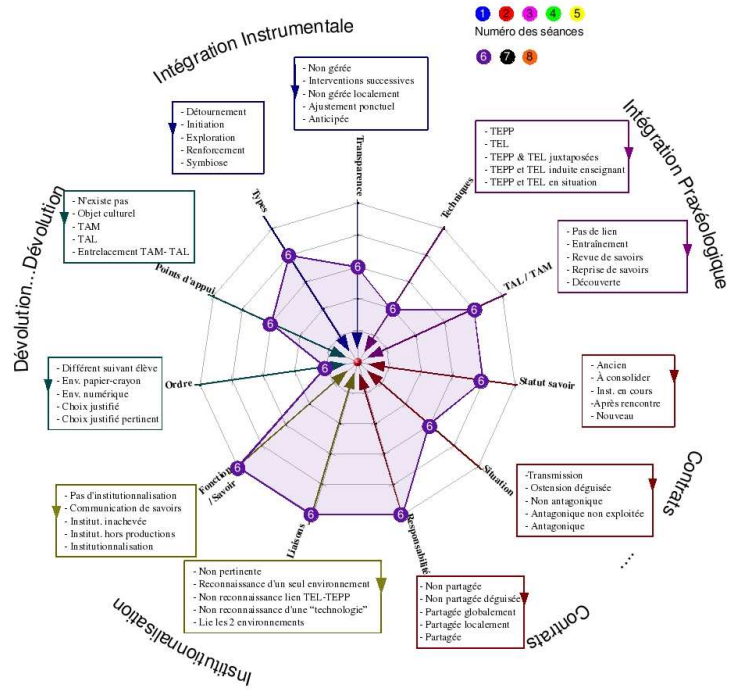 1 2 3 4 5
Numéro des séances
6 7 8
Intégration Instrumentale
- Non gérée
- Interventions successives
- Non gérée localement
- Ajustement ponctuel
- Anticipée
Transparence
- Détournement
- Initiation
- Exploration
- Renforcement
- Symbiose
Types
Intégration Praxéologique
- TEPP
- TEL
- TEPP & TEL juxtaposées
- TEPP et TEL induite enseignant
- TEPP et TEL en situation
Techniques
- Pas de lien
- Entraînement
- Revue de savoirs
- Reprise de savoirs
- Découverte
TAL / TAM
Dévolution...Dévolution
- N'existe pas
- Objet culturel
- TAM
- TAL
- Entrelacement TAM- TAL
Points d'appui
- Différent suivant élève
- Env. papier-crayon
- Env. numérique
- Choix justifié
- Choix justifié pertinent
Ordre
- Ancien
- À consolider
- Inst. en cours
-Après rencontre
- Nouveau
Statut savoir
-Transmission
- Ostension déguisée
- Non antagonique
- Antagonique non exploitée
- Antagonique
Situation
Contrats
....
Contrats
- Non partagée
- Non partagée déguisée
- Partagée globalement
- Partagée localement
- Partagée
Responsabilité
- Non pertinente
- Reconnaissance d'un seul environnement
- Non reconnaissance lien TEL-TEPP
- Non reconnaissance d'une “technologie”
- Lie les 2 environnements
Liaisons
- Pas d'institutionnalisation
- Communication de savoirs
- Institut. inachevée
- Institut. hors productions
- Institutionnalisation
Fonction
/ Savoir
Institutionnalisation
6
6
6
6
6
6
6
6
6
6
6